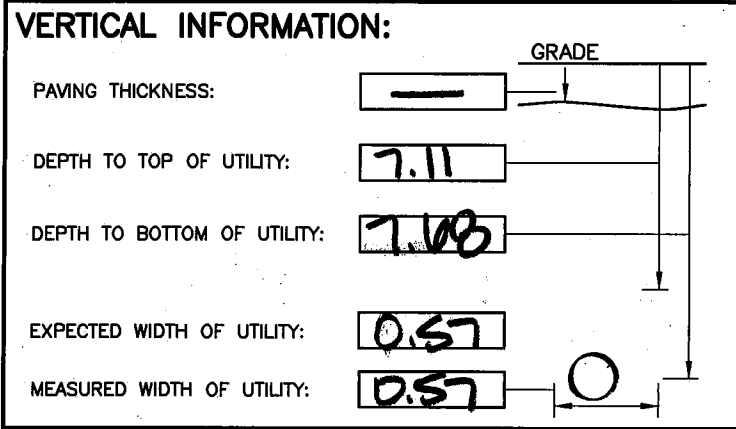 VERTICAL INFORMATION:
GRADE
PAVING THICKNESS: —
DEPTH TO TOP OF UTILITY: 7.11
DEPTH TO BOTTOM OF UTILITY: 7.68
EXPECTED WIDTH OF UTILITY: 0.57
MEASURED WIDTH OF UTILITY: 0.57